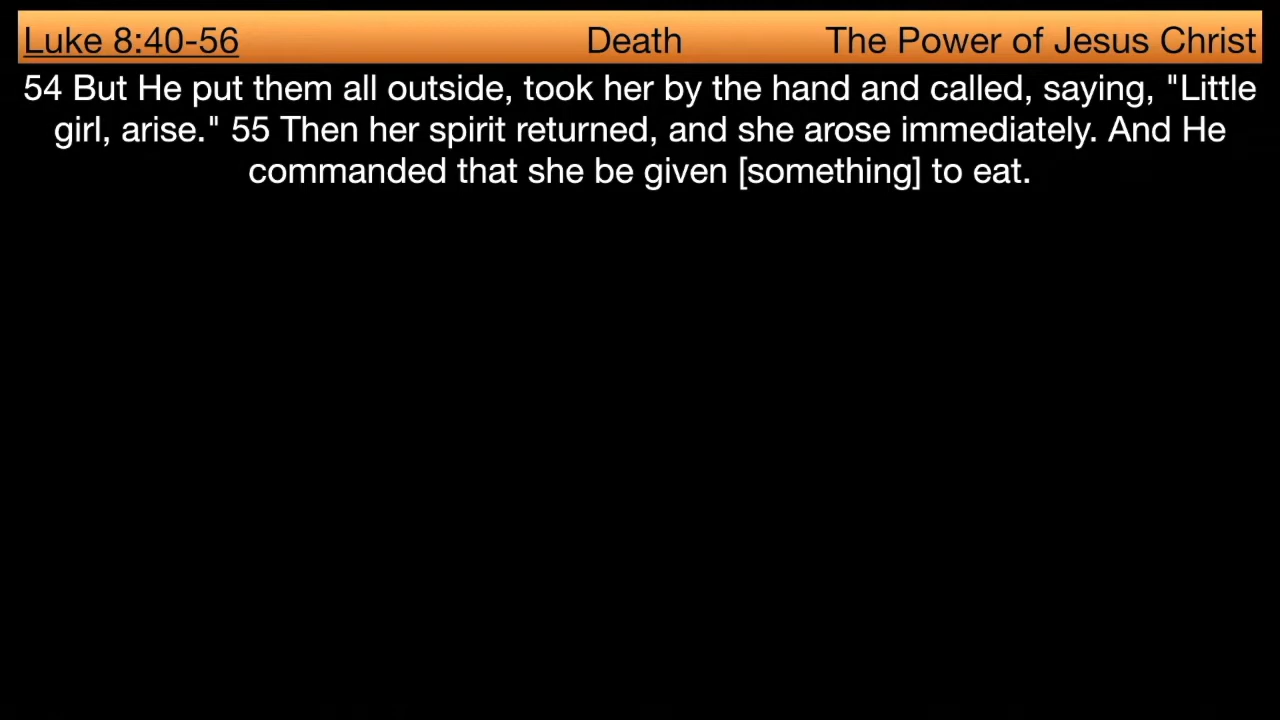 Luke 8:40-56 Death The Power of Jesus Christ
54 But He put them all outside, took her by the hand and called, saying, "Little
girl, arise." 55 Then her spirit returned, and she arose immediately. And He
commanded that she be given [something] to eat.